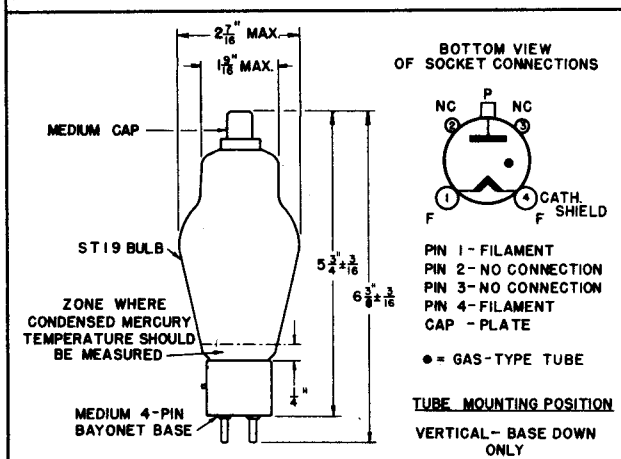 2 7/16" MAX.
1 9/16" MAX.
MEDIUM CAP
ST19 BULB
ZONE WHERE
CONDENSED MERCURY
TEMPERATURE SHOULD
BE MEASURED
MEDIUM 4-PIN
BAYONET BASE
1/4"
5 3/4" ± 3/16
6 3/8" ± 3/16
BOTTOM VIEW
OF SOCKET CONNECTIONS
P
NC NC
2 3
1 4 CATH.
SHIELD
F F
PIN 1 - FILAMENT
PIN 2 - NO CONNECTION
PIN 3 - NO CONNECTION
PIN 4 - FILAMENT
CAP - PLATE
● = GAS-TYPE TUBE
TUBE MOUNTING POSITION
VERTICAL - BASE DOWN
ONLY